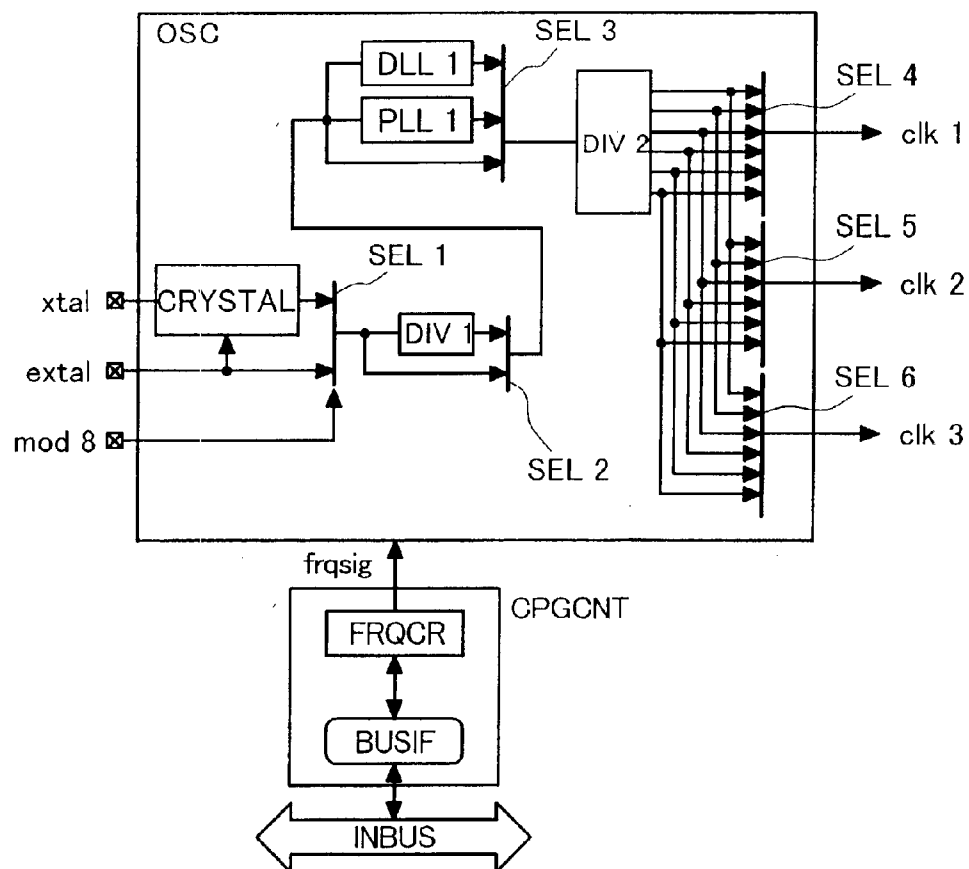 OSC
SEL 3
DLL 1
SEL 4
PLL 1
clk 1
DIV 2
SEL 5
SEL 1
xtal
CRYSTAL
clk 2
DIV 1
extal
SEL 6
mod 8
clk 3
SEL 2
frqsig
CPGCNT
FRQCR
BUSIF
INBUS